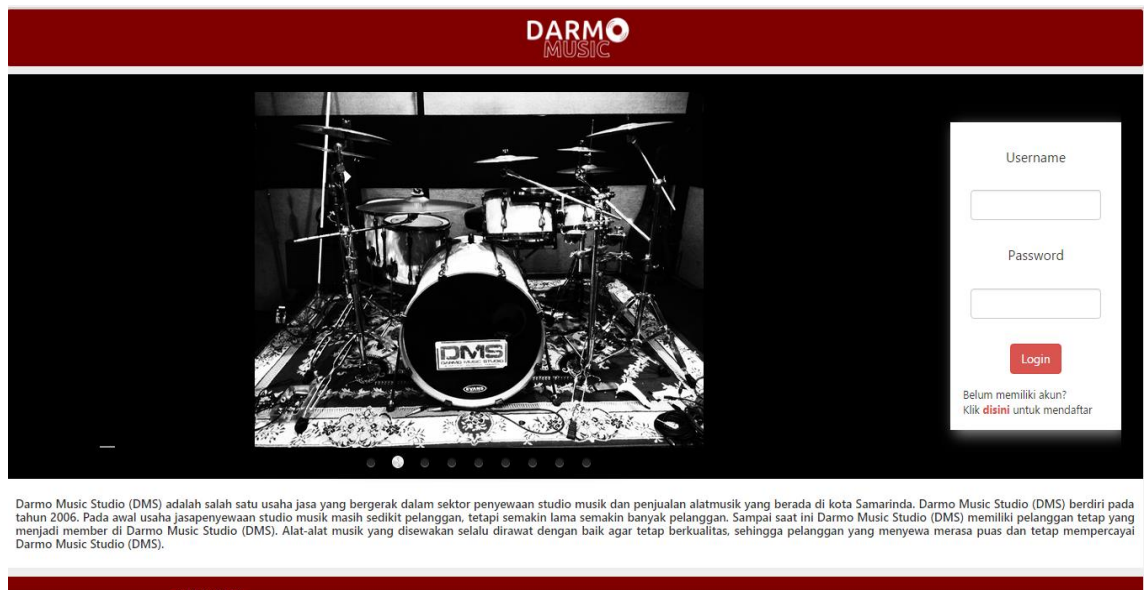 DARMO
MUSIC
Username
Password
DMS
DARMO MUSIC STUDIO
EVANS
Login
Belum memiliki akun?
Klik disini untuk mendaftar
Darmo Music Studio (DMS) adalah salah satu usaha jasa yang bergerak dalam sektor penyewaan studio musik dan penjualan alatmusik yang berada di kota Samarinda. Darmo Music Studio (DMS) berdiri pada
tahun 2006. Pada awal usaha jasapenyewaan studio musik masih sedikit pelanggan, tetapi semakin lama semakin banyak pelanggan. Sampai saat ini Darmo Music Studio (DMS) memiliki pelanggan tetap yang
menjadi member di Darmo Music Studio (DMS). Alat-alat musik yang disewakan selalu dirawat dengan baik agar tetap berkualitas, sehingga pelanggan yang menyewa merasa puas dan tetap mempercayai
Darmo Music Studio (DMS).